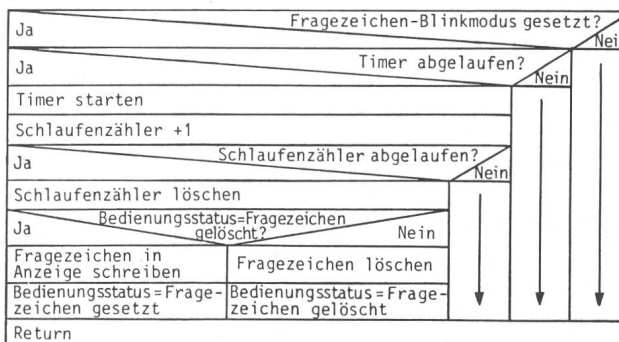 Fragezeichen-Blinkmodus gesetzt?
Ja
Nein
Timer abgelaufen?
Ja
Nein
Timer starten
Schlaufenzähler +1
Schlaufenzähler abgelaufen?
Ja
Nein
Schlaufenzähler löschen
Bedienungsstatus=Fragezeichen
gelöscht?
Ja
Nein
Fragezeichen in
Anzeige schreiben
Fragezeichen löschen
Bedienungsstatus=Frage-
zeichen gesetzt
Bedienungsstatus=Frage-
zeichen gelöscht
Return